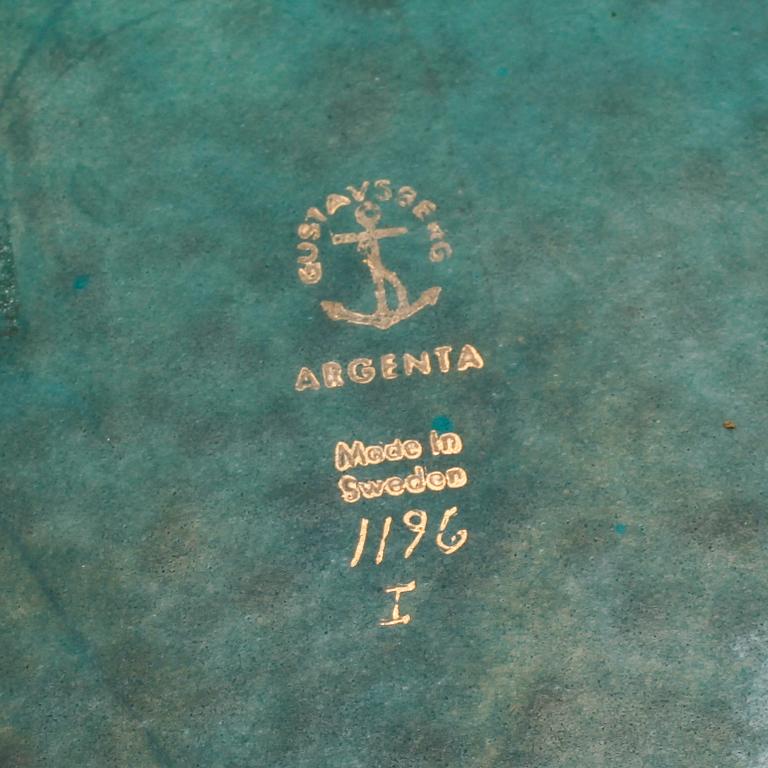 GUSTAVSBERG
ARGENTA
Made In
Sweden
1196
I